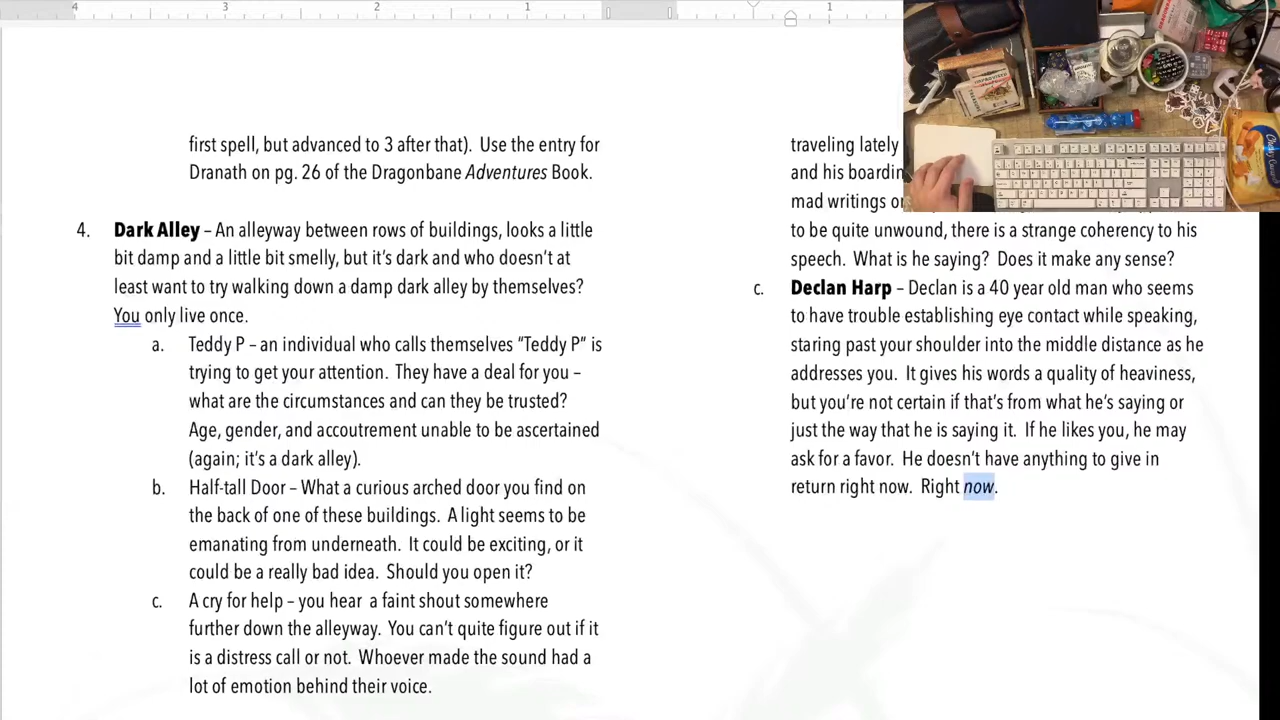 4
3
2
1
1
first spell, but advanced to 3 after that).  Use the entry for
Dranath on pg. 26 of the Dragonbane Adventures Book.
4. Dark Alley – An alleyway between rows of buildings, looks a little
bit damp and a little bit smelly, but it's dark and who doesn't at
least want to try walking down a damp dark alley by themselves?
You only live once.
a. Teddy P – an individual who calls themselves "Teddy P" is
trying to get your attention.  They have a deal for you –
what are the circumstances and can they be trusted?
Age, gender, and accoutrement unable to be ascertained
(again; it's a dark alley).
b. Half-tall Door – What a curious arched door you find on
the back of one of these buildings.  A light seems to be
emanating from underneath.  It could be exciting, or it
could be a really bad idea.  Should you open it?
c. A cry for help – you hear  a faint shout somewhere
further down the alleyway.  You can't quite figure out if it
is a distress call or not.  Whoever made the sound had a
lot of emotion behind their voice.
traveling lately
and his
mad writings
to be quite unwound, there is a strange coherency to his
speech.  What is he saying?  Does it make any sense?
c. Declan Harp – Declan is a 40 year old man who seems
to have trouble establishing eye contact while speaking,
staring past your shoulder into the middle distance as he
addresses you.  It gives his words a quality of heaviness,
but you're not certain if that's from what he's saying or
just the way that he is saying it.  If he likes you, he may
ask for a favor.  He doesn't have anything to give in
return right now.  Right now.